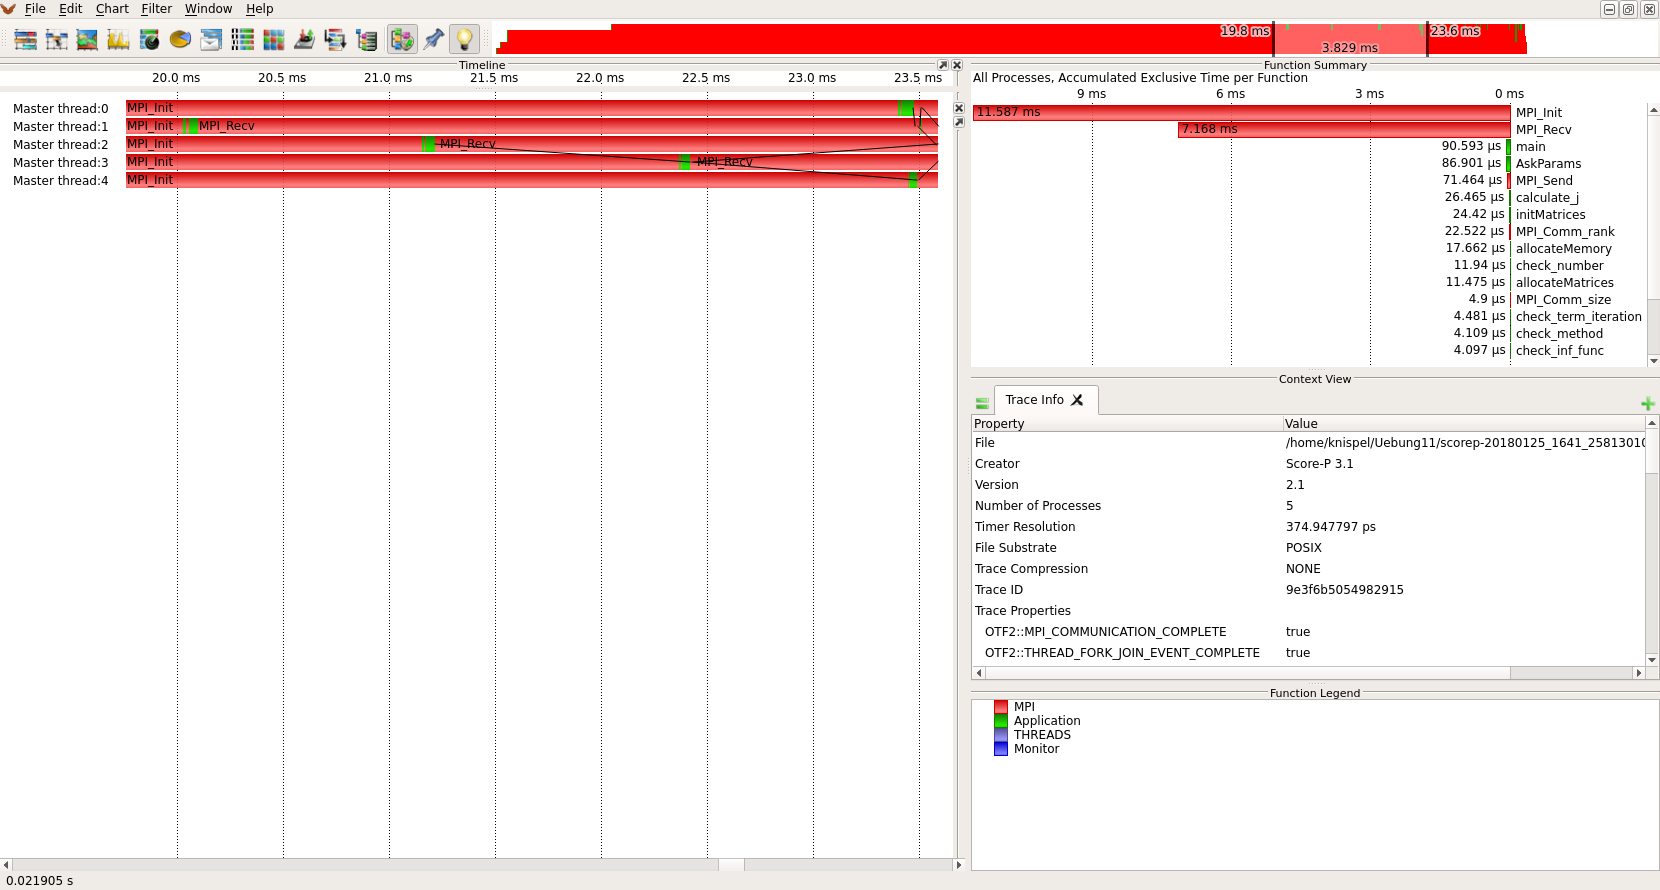 File Edit Chart Filter Window Help
19.8 ms 23.6 ms
3.829 ms
Timeline
20.0 ms 20.5 ms 21.0 ms 21.5 ms 22.0 ms 22.5 ms 23.0 ms 23.5 ms
Master thread:0 MPI_Init
Master thread:1 MPI_Init MPI_Recv
Master thread:2 MPI_Init MPI_Recv
Master thread:3 MPI_Init MPI_Recv
Master thread:4 MPI_Init
Function Summary
All Processes, Accumulated Exclusive Time per Function
9 ms 6 ms 3 ms 0 ms
11.587 ms MPI_Init
7.168 ms MPI_Recv
90.593 µs main
86.901 µs AskParams
71.464 µs MPI_Send
26.465 µs calculate_j
24.42 µs initMatrices
22.522 µs MPI_Comm_rank
17.662 µs allocateMemory
11.94 µs check_number
11.475 µs allocateMatrices
4.9 µs MPI_Comm_size
4.481 µs check_term_iteration
4.109 µs check_method
4.097 µs check_inf_func
Context View
Trace Info
Property Value
File /home/knispel/Uebung11/scorep-20180125_1641_25813010
Creator Score-P 3.1
Version 2.1
Number of Processes 5
Timer Resolution 374.947797 ps
File Substrate POSIX
Trace Compression NONE
Trace ID 9e3f6b5054982915
Trace Properties
OTF2::MPI_COMMUNICATION_COMPLETE true
OTF2::THREAD_FORK_JOIN_EVENT_COMPLETE true
Function Legend
MPI
Application
THREADS
Monitor
0.021905 s